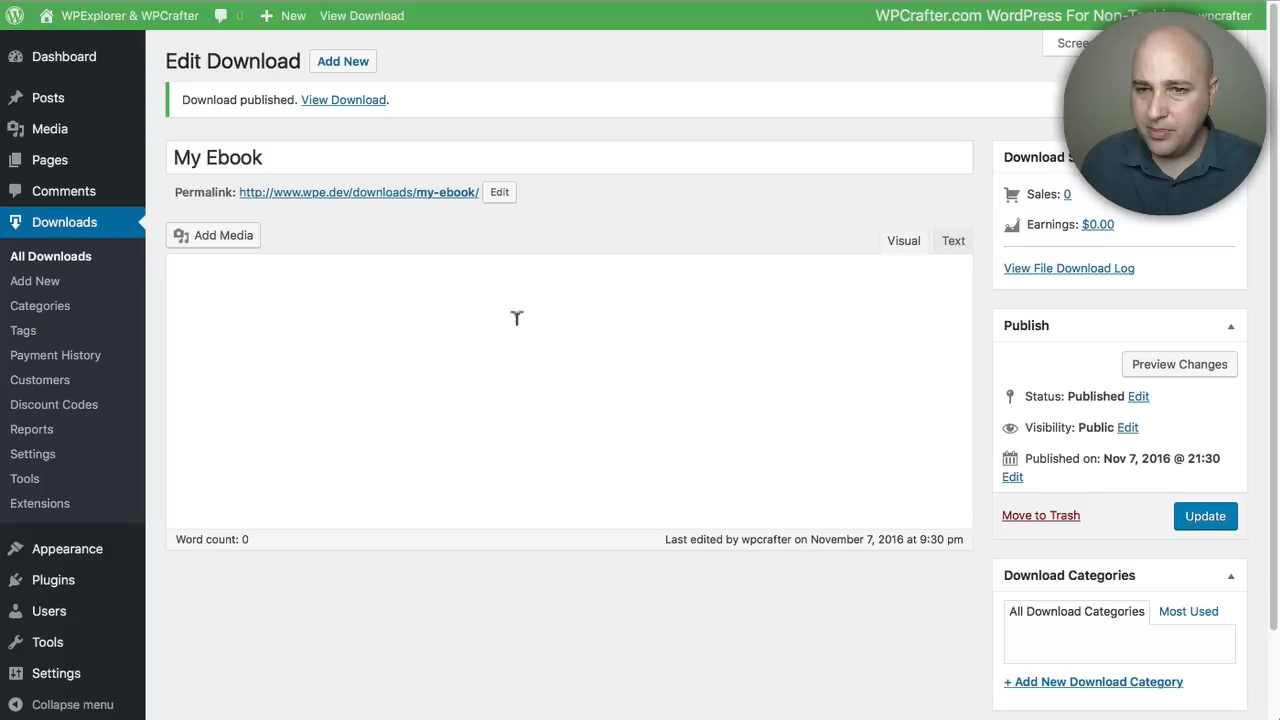 WPExplorer & WPCrafter
New
View Download
WPCrafter.com WordPress For Non-
wpcrafter
Dashboard
Posts
Media
Pages
Comments
Downloads
All Downloads
Add New
Categories
Tags
Payment History
Customers
Discount Codes
Reports
Settings
Tools
Extensions
Appearance
Plugins
Users
Tools
Settings
Collapse menu
Edit Download
Add New
Download published. View Download.
My Ebook
Permalink: http://www.wpe.dev/downloads/my-ebook/ Edit
Add Media
Visual
Text
Word count: 0
Last edited by wpcrafter on November 7, 2016 at 9:30 pm
Download
Sales: 0
Earnings: $0.00
View File Download Log
Publish
Preview Changes
Status: Published Edit
Visibility: Public Edit
Published on: Nov 7, 2016 @ 21:30
Edit
Move to Trash
Update
Download Categories
All Download Categories
Most Used
+ Add New Download Category